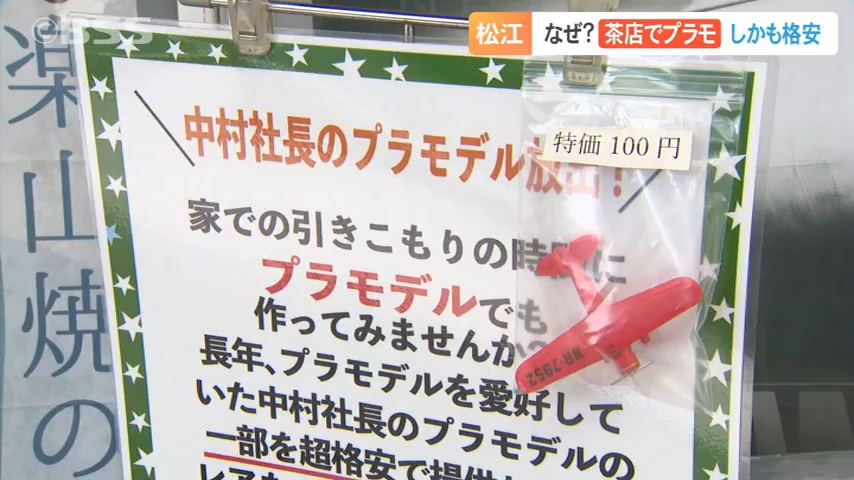 ©BSS
松江 なぜ? 茶店でプラモ しかも格安
楽山焼の
中村社長のプラモデル放出!
特価100円
家での引きこもりの時間に
プラモデルでも
作ってみませんか?
長年、プラモデルを愛好して
いた中村社長のプラモデルの
一部を超格安で提供
NR-7952